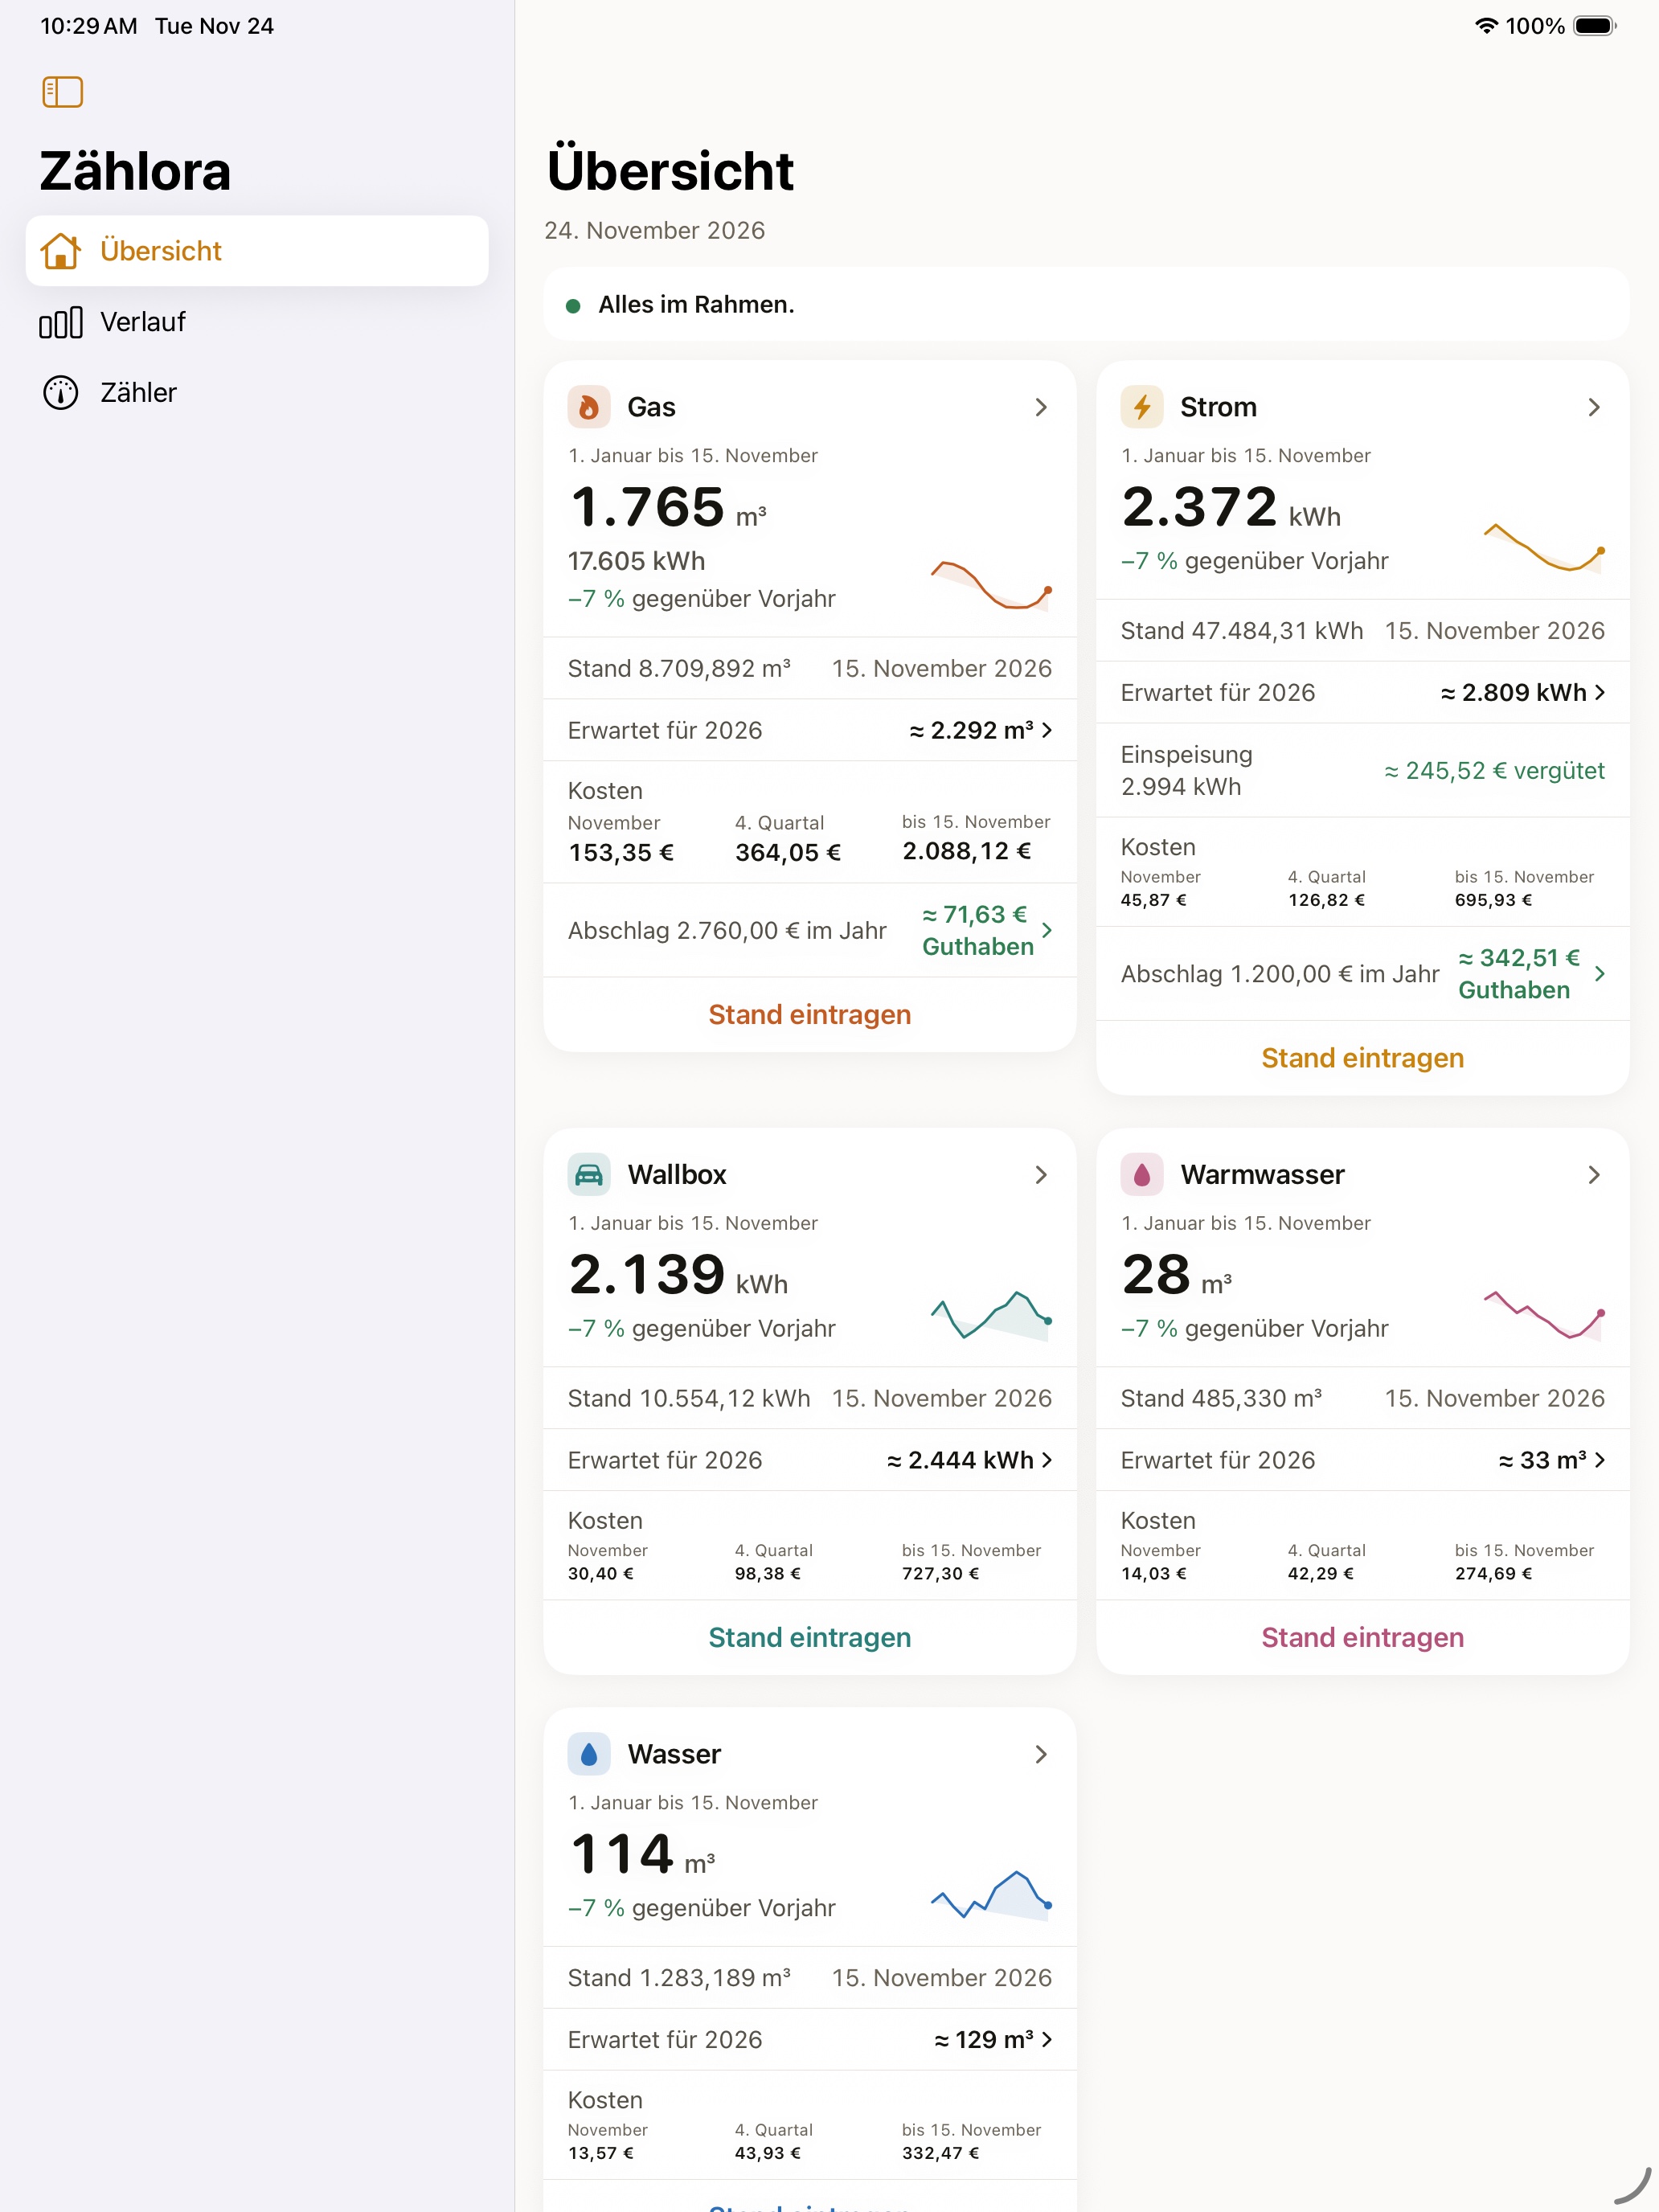 10:29 AM Tue Nov 24
100%
Zählora
Übersicht
Verlauf
Zähler
Übersicht
24. November 2026
Alles im Rahmen.
Gas
1. Januar bis 15. November
1.765 m³
17.605 kWh
−7 % gegenüber Vorjahr
Stand 8.709,892 m³ 15. November 2026
Erwartet für 2026 ≈ 2.292 m³
Kosten
November 4. Quartal bis 15. November
153,35 € 364,05 € 2.088,12 €
Abschlag 2.760,00 € im Jahr ≈ 71,63 €
Guthaben
Stand eintragen
Strom
1. Januar bis 15. November
2.372 kWh
−7 % gegenüber Vorjahr
Stand 47.484,31 kWh 15. November 2026
Erwartet für 2026 ≈ 2.809 kWh
Einspeisung
2.994 kWh
≈ 245,52 € vergütet
Kosten
November 4. Quartal bis 15. November
45,87 € 126,82 € 695,93 €
Abschlag 1.200,00 € im Jahr ≈ 342,51 €
Guthaben
Stand eintragen
Wallbox
1. Januar bis 15. November
2.139 kWh
−7 % gegenüber Vorjahr
Stand 10.554,12 kWh 15. November 2026
Erwartet für 2026 ≈ 2.444 kWh
Kosten
November 4. Quartal bis 15. November
30,40 € 98,38 € 727,30 €
Stand eintragen
Warmwasser
1. Januar bis 15. November
28 m³
−7 % gegenüber Vorjahr
Stand 485,330 m³ 15. November 2026
Erwartet für 2026 ≈ 33 m³
Kosten
November 4. Quartal bis 15. November
14,03 € 42,29 € 274,69 €
Stand eintragen
Wasser
1. Januar bis 15. November
114 m³
−7 % gegenüber Vorjahr
Stand 1.283,189 m³ 15. November 2026
Erwartet für 2026 ≈ 129 m³
Kosten
November 4. Quartal bis 15. November
13,57 € 43,93 € 332,47 €
Stand eintragen